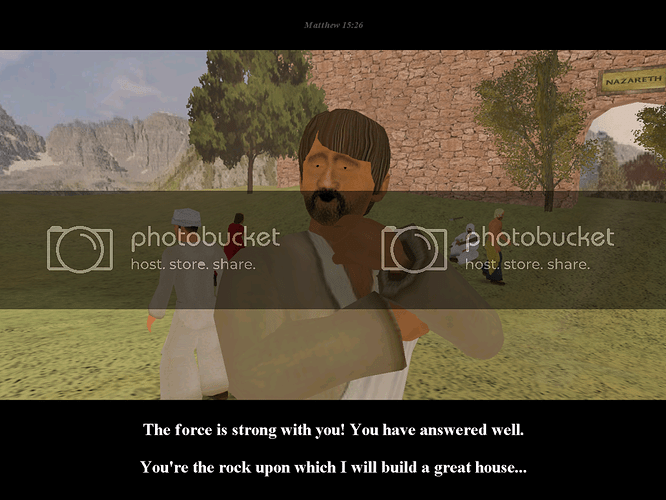 Matthew 15:26
NAZARETH
photobucket photobucket
host. store. share. host. store. share.
The force is strong with you! You have answered well.
You're the rock upon which I will build a great house...